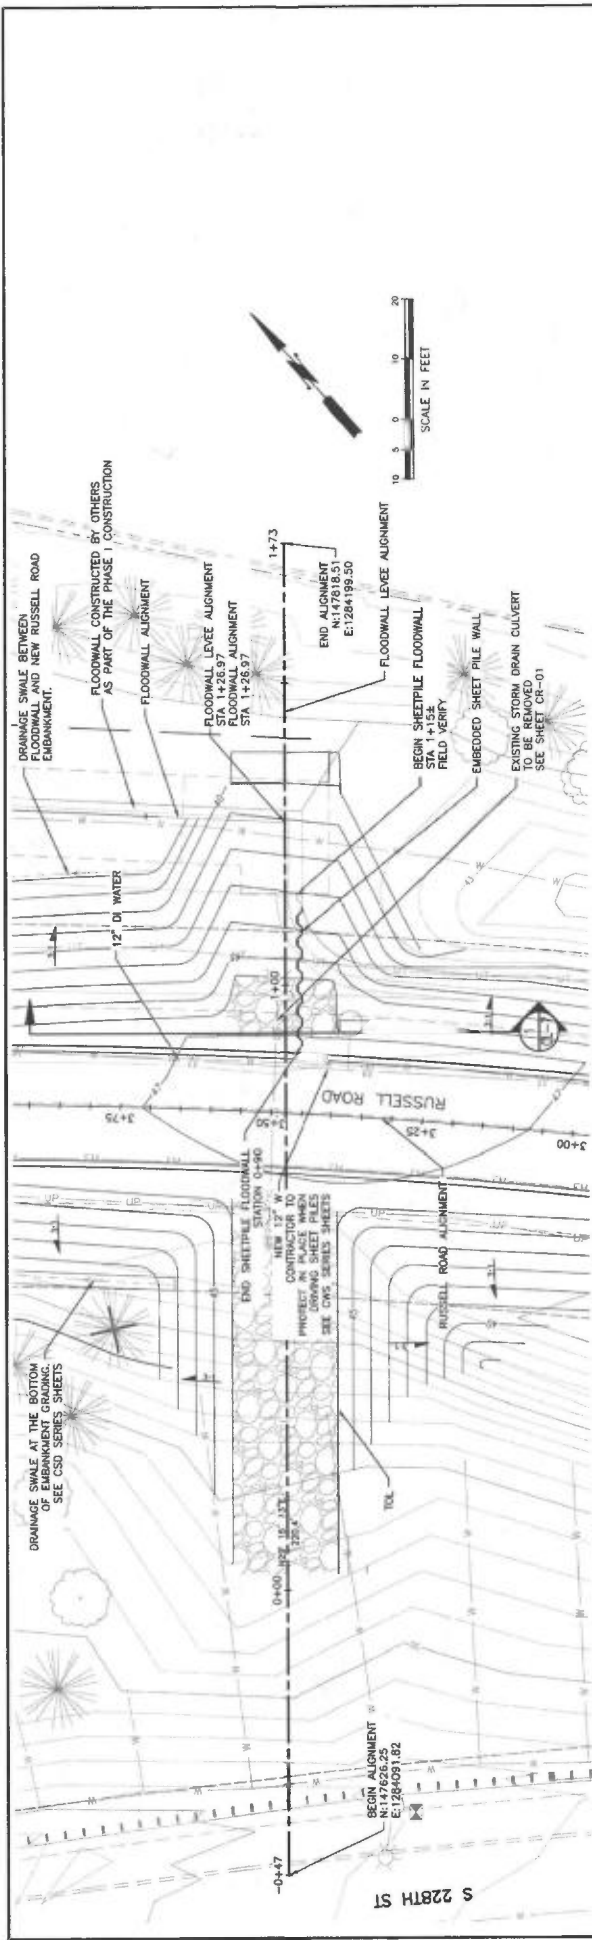 DRAINAGE SWALE BETWEEN
FLOODWALL AND NEW RUSSELL ROAD
EMBANKMENT.
FLOODWALL CONSTRUCTED BY OTHERS
AS PART OF THE PHASE I CONSTRUCTION
FLOODWALL ALIGNMENT
12" DI WATER
FLOODWALL LEVEE ALIGNMENT
STA 1+26.97
FLOODWALL ALIGNMENT
STA 1+26.97
1+73
END ALIGNMENT
N:147818.51
E:1284199.50
FLOODWALL LEVEE ALIGNMENT
BEGIN SHEETPILE FLOODWALL
STA 1+15±
FIELD VERIFY
EMBEDDED SHEET PILE WALL
EXISTING STORM DRAIN CULVERT
TO BE REMOVED
SEE SHEET CR-01
10 5 0 10 20
SCALE IN FEET
1+00
3+75
3+50
3+25
3+00
RUSSELL ROAD
END SHEETPILE FLOODWALL
STATION 0+90
NEW 12" W
CONTRACTOR TO
PROTECT IN PLACE WHEN
DRIVING SHEET PILES
SEE CWS SERIES SHEETS
RUSSELL ROAD ALIGNMENT
DRAINAGE SWALE AT THE BOTTOM
OF EMBANKMENT GRADING.
SEE CSD SERIES SHEETS
TOL
0+00
BEGIN ALIGNMENT
N:147626.25
E:1284091.82
-0+47
S 228TH ST